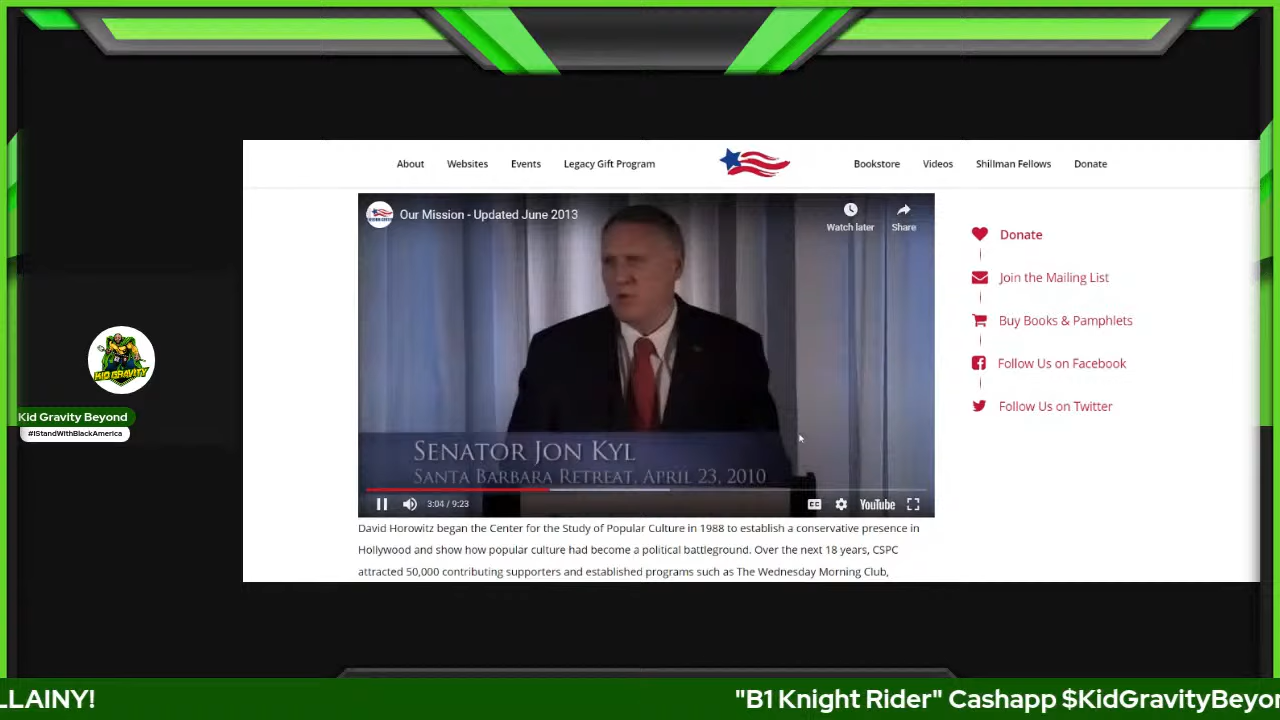 About Websites Events Legacy Gift Program Bookstore Videos Shillman Fellows Donate
Our Mission - Updated June 2013
Watch later Share
SENATOR JON KYL
SANTA BARBARA RETREAT, APRIL 23, 2010
3:04 / 9:23 CC YouTube
Donate
Join the Mailing List
Buy Books & Pamphlets
Follow Us on Facebook
Follow Us on Twitter
David Horowitz began the Center for the Study of Popular Culture in 1988 to establish a conservative presence in
Hollywood and show how popular culture had become a political battleground. Over the next 18 years, CSPC
attracted 50,000 contributing supporters and established programs such as The Wednesday Morning Club,
KID GRAVITY
Kid Gravity Beyond
#IStandWithBlackAmerica
LLAINY! "B1 Knight Rider" Cashapp $KidGravityBeyon